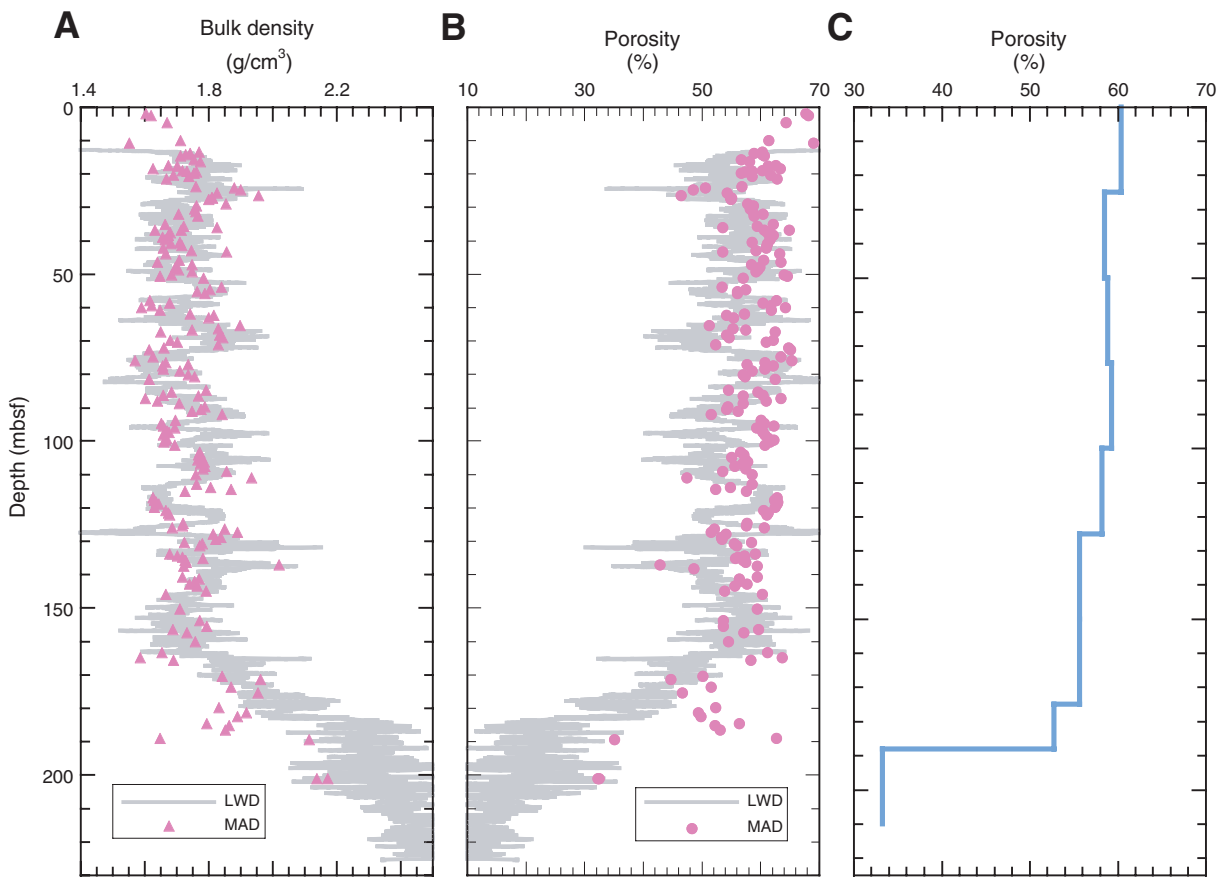 A
Bulk density
(g/cm³)
1.4 1.8 2.2
B
Porosity
(%)
10 30 50 70
C
Porosity
(%)
30 40 50 60 70
Depth (mbsf)
0
50
100
150
200
LWD
MAD
LWD
MAD